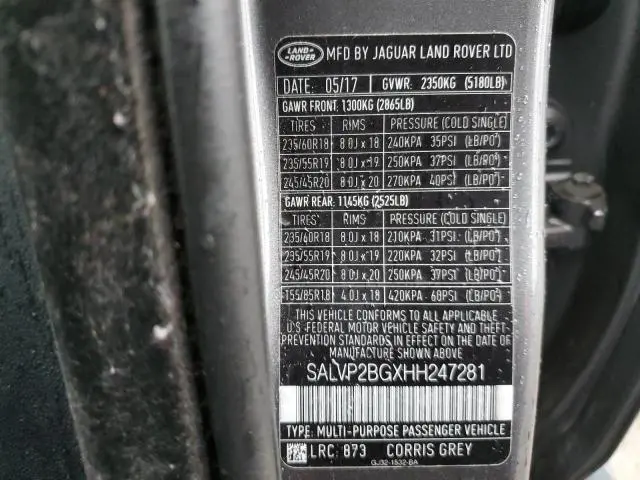 LAND ROVER
MFD BY JAGUAR LAND ROVER LTD
DATE: 05/17 GVWR: 2350KG (5180LB)
GAWR FRONT: 1300KG (2865LB)
TIRES RIMS PRESSURE (COLD SINGLE)
235/60R18 8.0J x 18 240KPA 35PSI (LB/PO²)
235/55R19 8.0J x 19 250KPA 37PSI (LB/PO²)
245/45R20 8.0J x 20 270KPA 40PSI (LB/PO²)
GAWR REAR: 1145KG (2525LB)
TIRES RIMS PRESSURE (COLD SINGLE)
235/60R18 8.0J x 18 210KPA 31PSI (LB/PO²)
235/55R19 8.0J x 19 220KPA 32PSI (LB/PO²)
245/45R20 8.0J x 20 250KPA 37PSI (LB/PO²)
155/85R18 4.0J x 18 420KPA 60PSI (LB/PO²)
THIS VEHICLE CONFORMS TO ALL APPLICABLE
U.S. FEDERAL MOTOR VEHICLE SAFETY AND THEFT
PREVENTION STANDARDS IN EFFECT ON THE DATE
OF MANUFACTURE SHOWN ABOVE.
SALVP2BGXHH247281
TYPE: MULTI-PURPOSE PASSENGER VEHICLE
LRC: 873 CORRIS GREY
GJ32-1532-BA